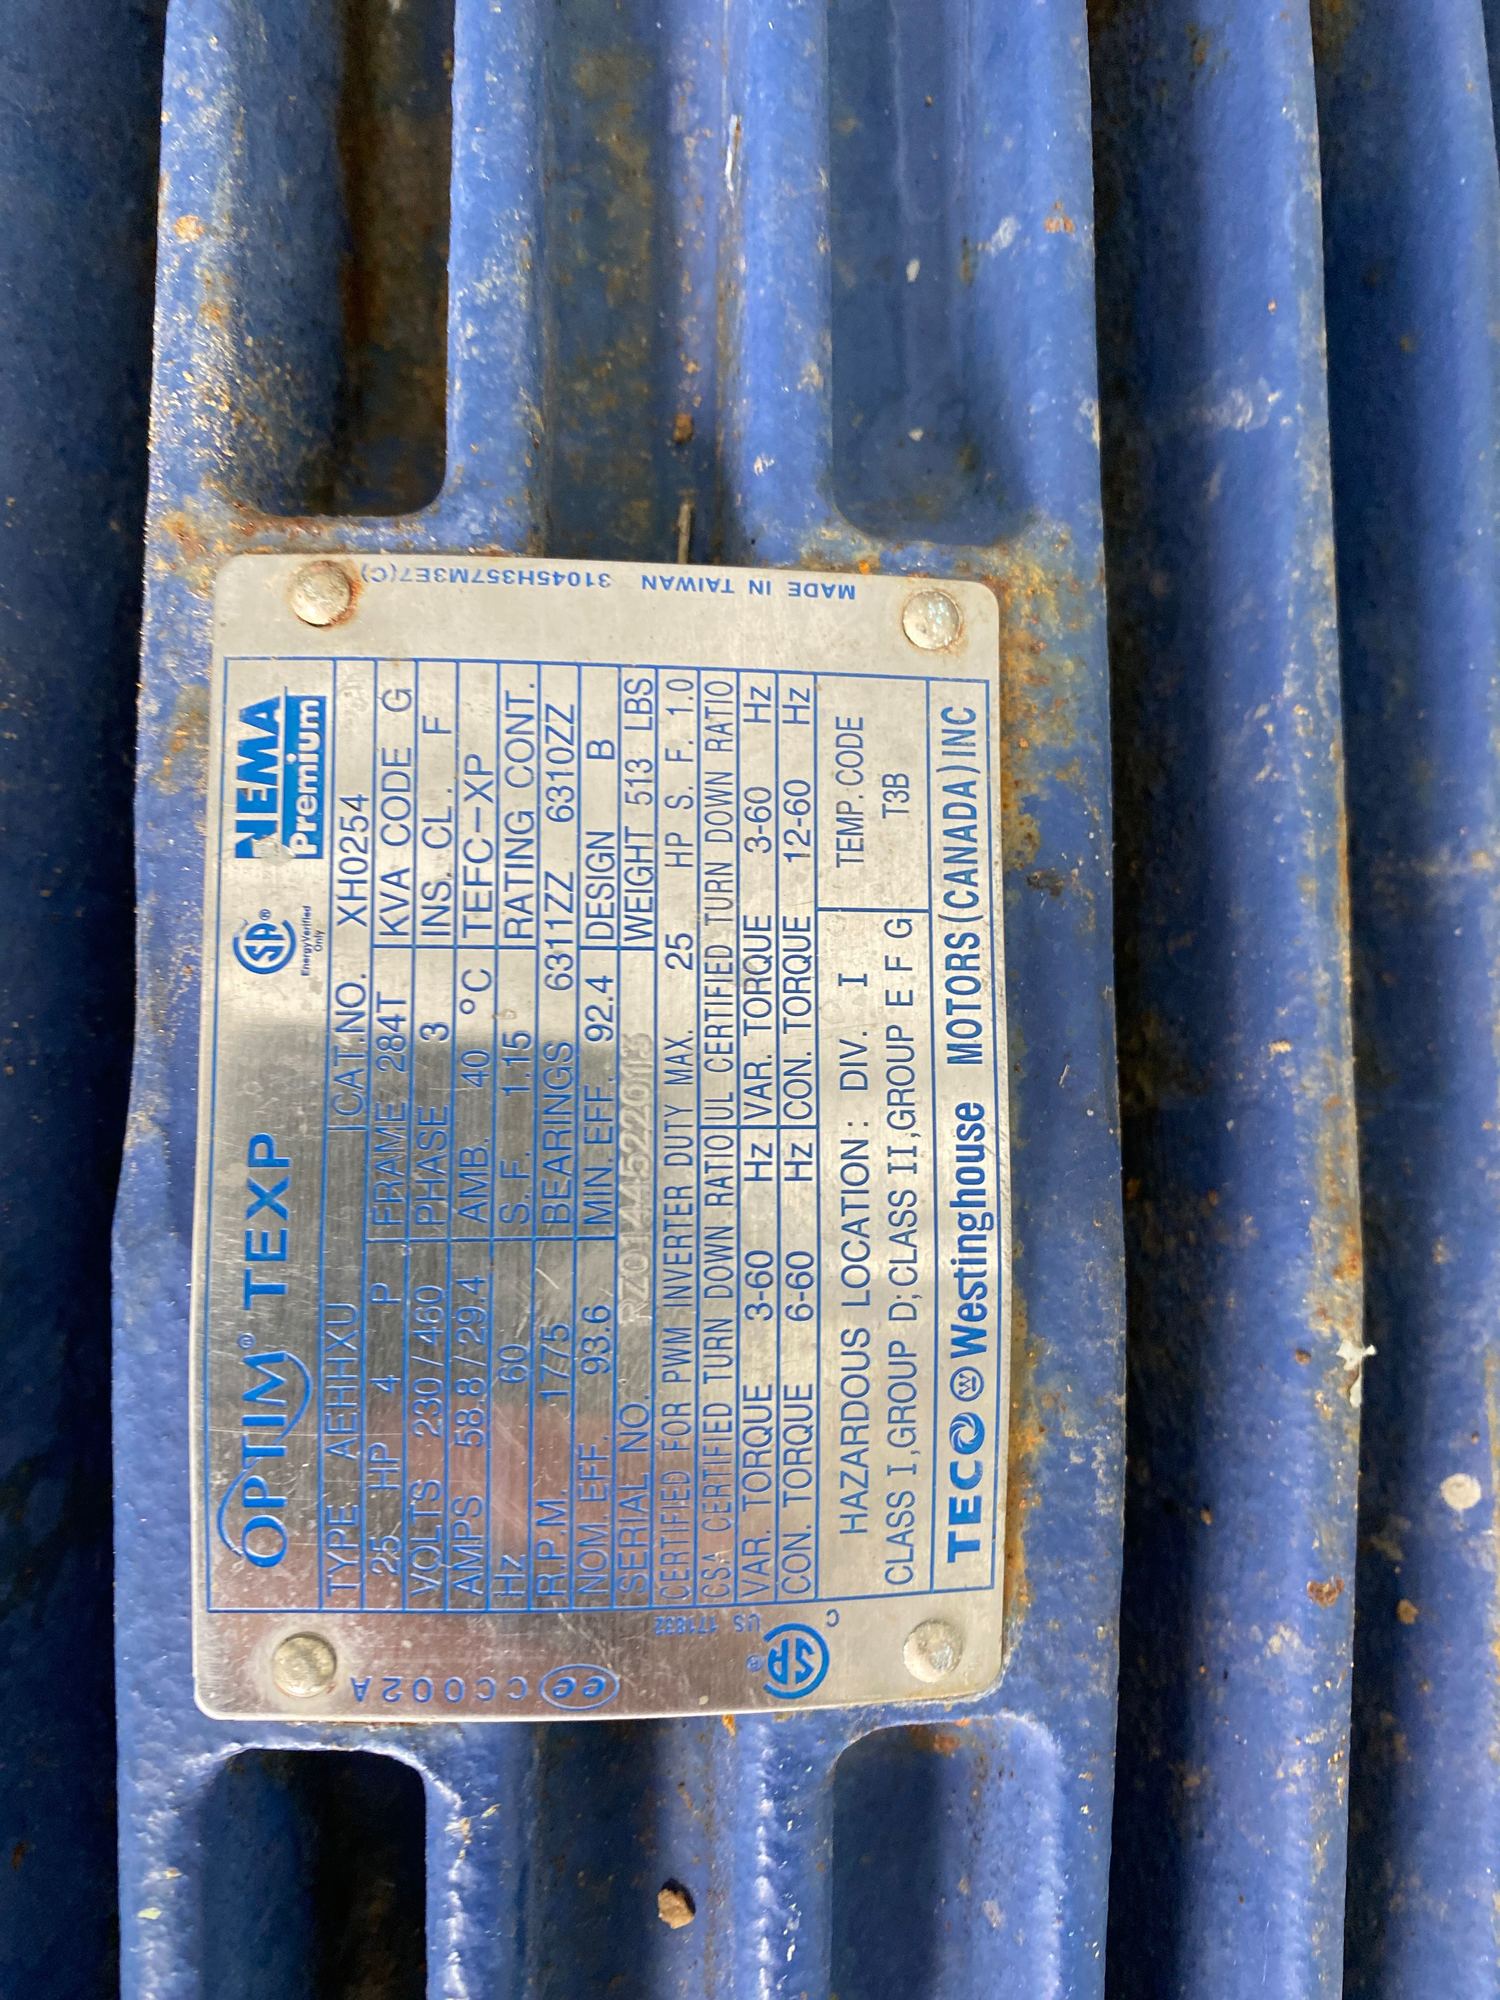 OPTIM® TEXP
SP®
EnergyVerified
Only
NEMA
Premium
TYPE AEHHXU CAT.NO. XH0254
25 HP 4 P FRAME 284T KVA CODE G
VOLTS 230/460 PHASE 3 INS. CL. F
AMPS 58.8/29.4 AMB. 40 °C TEFC-XP
Hz 60 S. F. 1.15 RATING CONT.
R.P.M. 1775 BEARINGS 6311ZZ 6310ZZ
NOM. EFF. 93.6 MIN. EFF. 92.4 DESIGN B
SERIAL NO. WEIGHT 513 LBS
CERTIFIED FOR PWM INVERTER DUTY MAX. 25 HP S. F. 1.0
CSA CERTIFIED TURN DOWN RATIO UL CERTIFIED TURN DOWN RATIO
VAR. TORQUE 3-60 Hz VAR. TORQUE 3-60 Hz
CON. TORQUE 6-60 Hz CON. TORQUE 12-60 Hz
HAZARDOUS LOCATION: DIV. I TEMP. CODE
CLASS I,GROUP D;CLASS II,GROUP E F G T3B
TECO Westinghouse MOTORS(CANADA)INC
CC002A
C US 171832
MADE IN TAIWAN 31045H357M3E7(C)